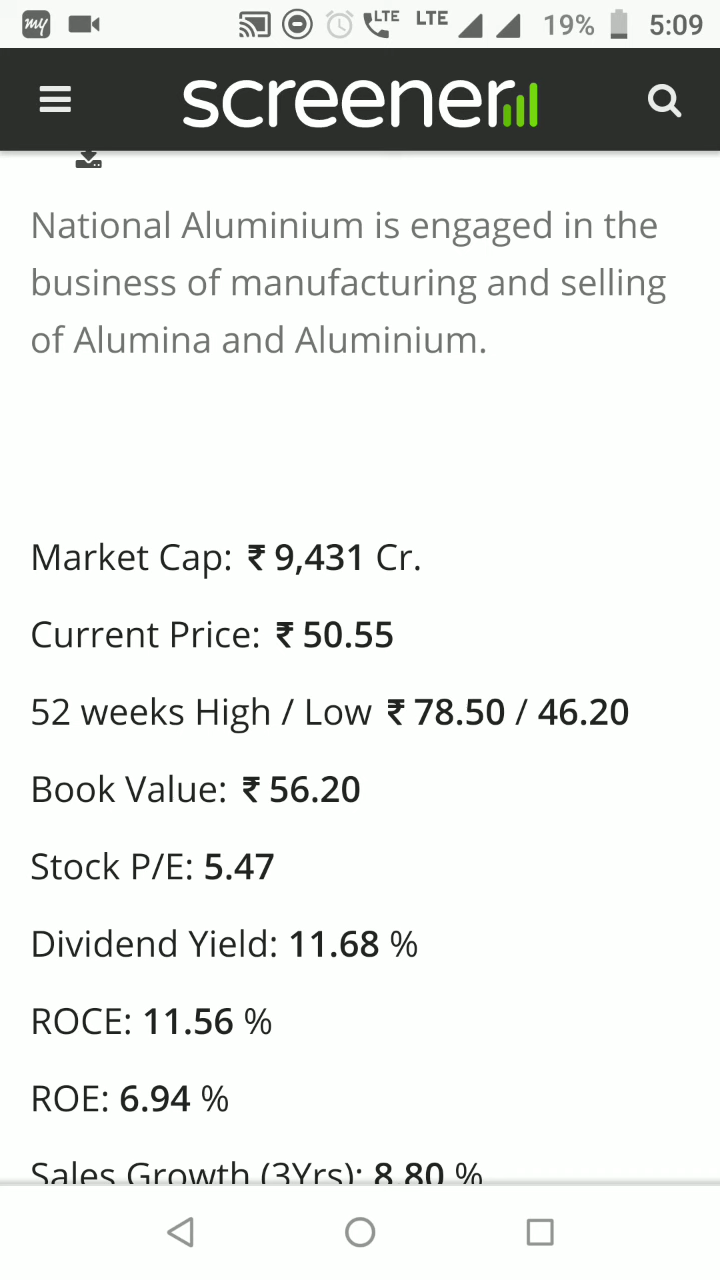 my LTE LTE 19% 5:09
screener
National Aluminium is engaged in the
business of manufacturing and selling
of Alumina and Aluminium.
Market Cap: ₹ 9,431 Cr.
Current Price: ₹ 50.55
52 weeks High / Low ₹ 78.50 / 46.20
Book Value: ₹ 56.20
Stock P/E: 5.47
Dividend Yield: 11.68 %
ROCE: 11.56 %
ROE: 6.94 %
Sales Growth (3Yrs): 8.80 %